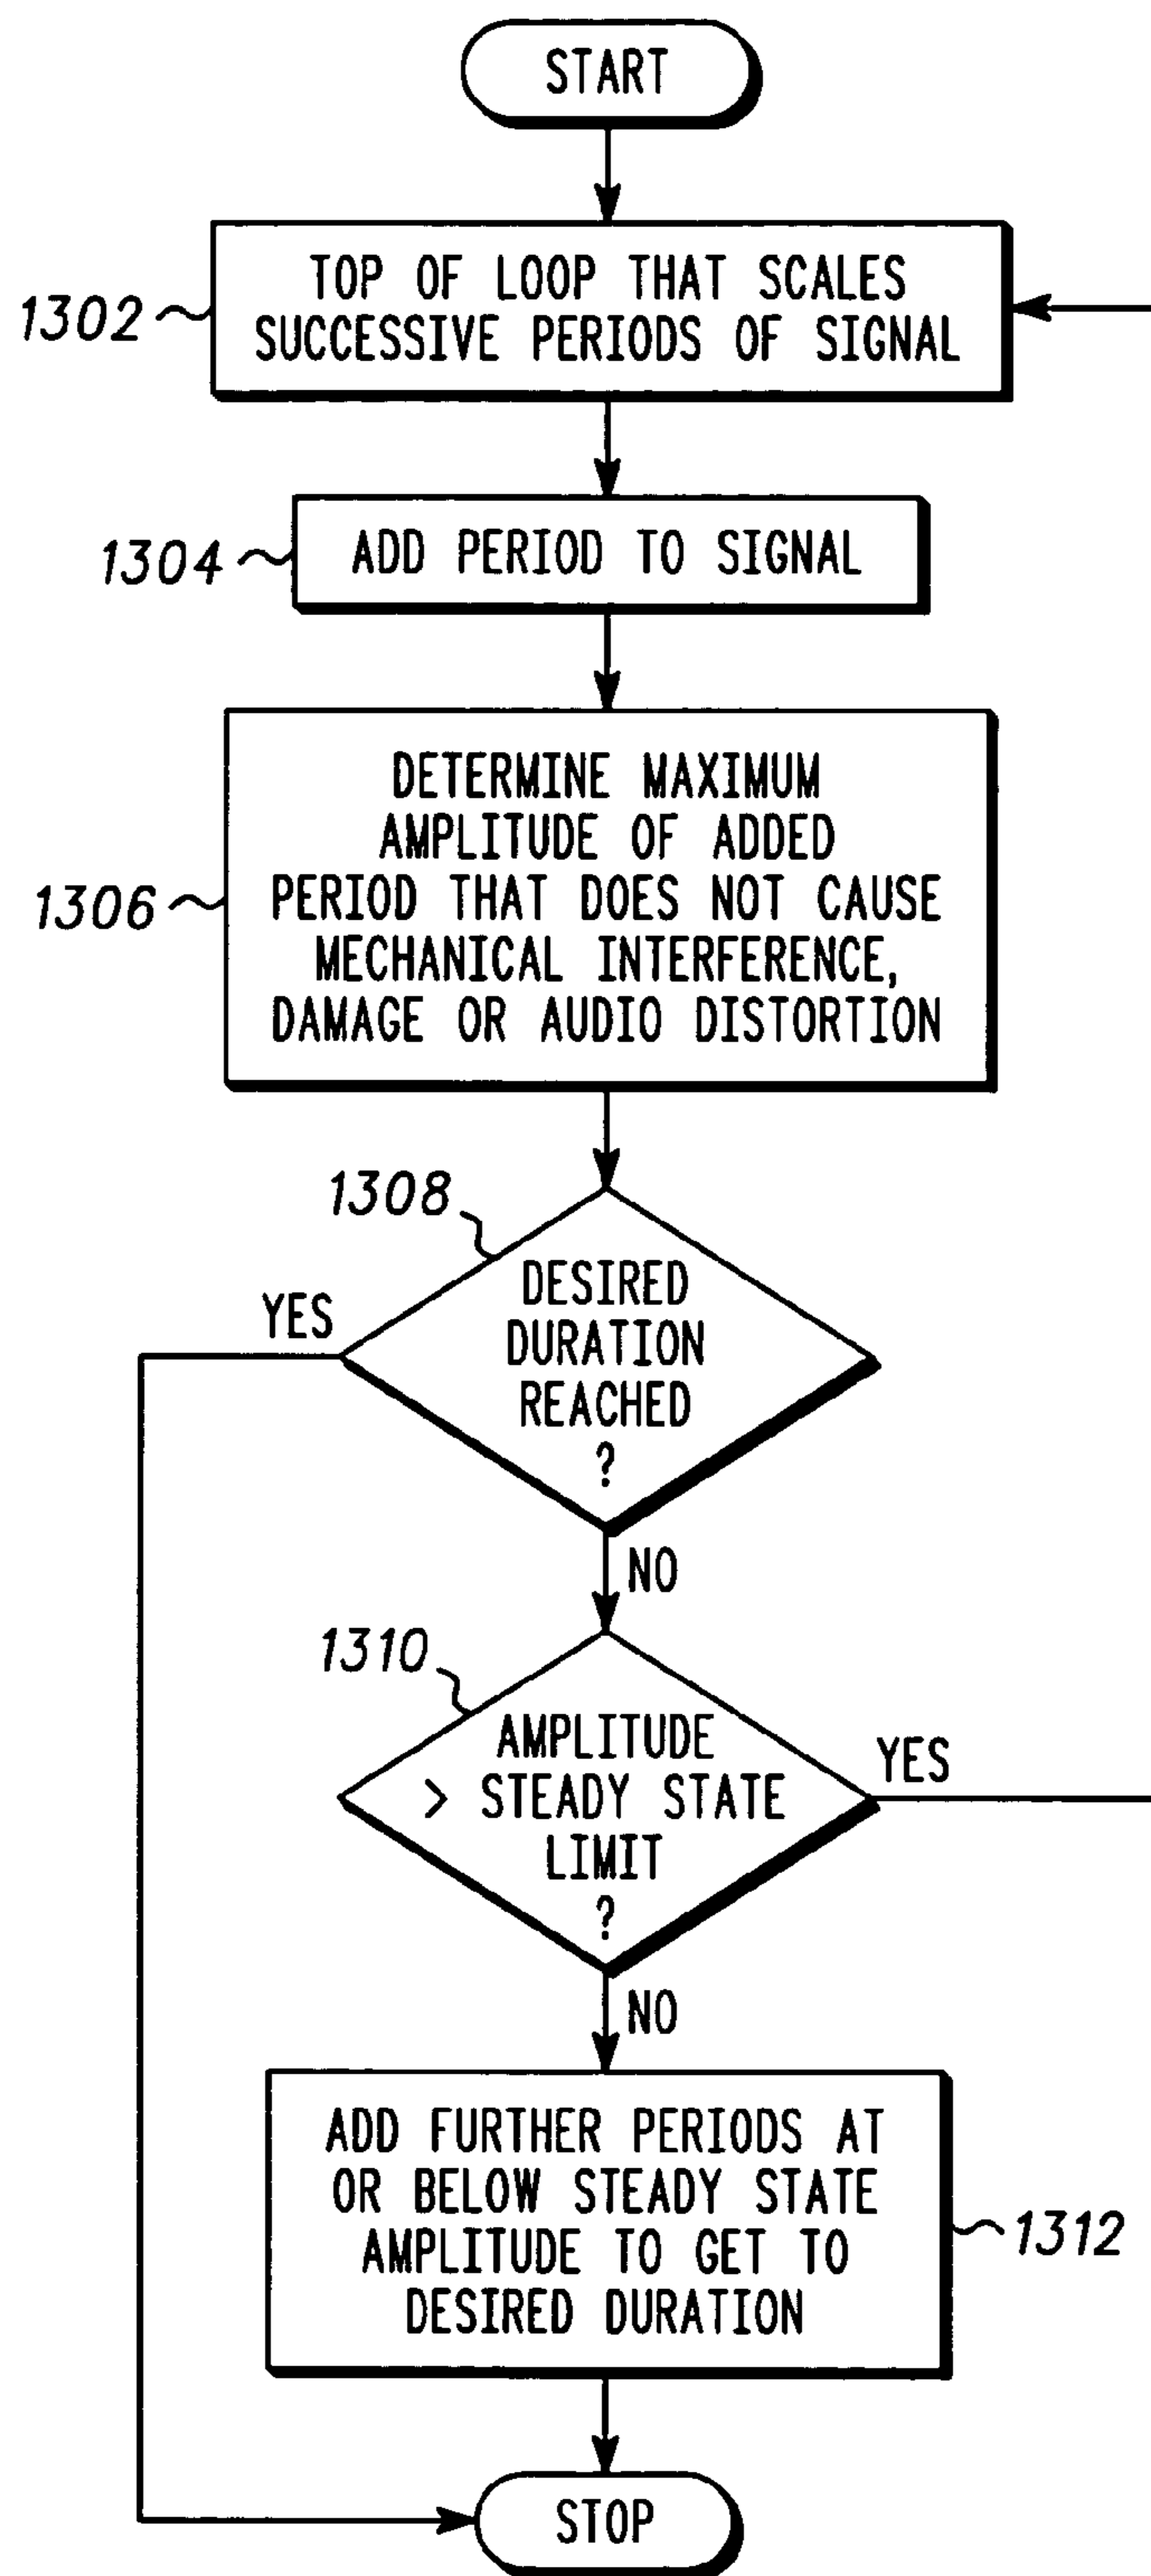 START
1302
TOP OF LOOP THAT SCALES
SUCCESSIVE PERIODS OF SIGNAL
1304
ADD PERIOD TO SIGNAL
1306
DETERMINE MAXIMUM
AMPLITUDE OF ADDED
PERIOD THAT DOES NOT CAUSE
MECHANICAL INTERFERENCE,
DAMAGE OR AUDIO DISTORTION
1308
YES
DESIRED
DURATION
REACHED
?
NO
1310
AMPLITUDE
> STEADY STATE
LIMIT
?
YES
NO
ADD FURTHER PERIODS AT
OR BELOW STEADY STATE
AMPLITUDE TO GET TO
DESIRED DURATION
1312
STOP